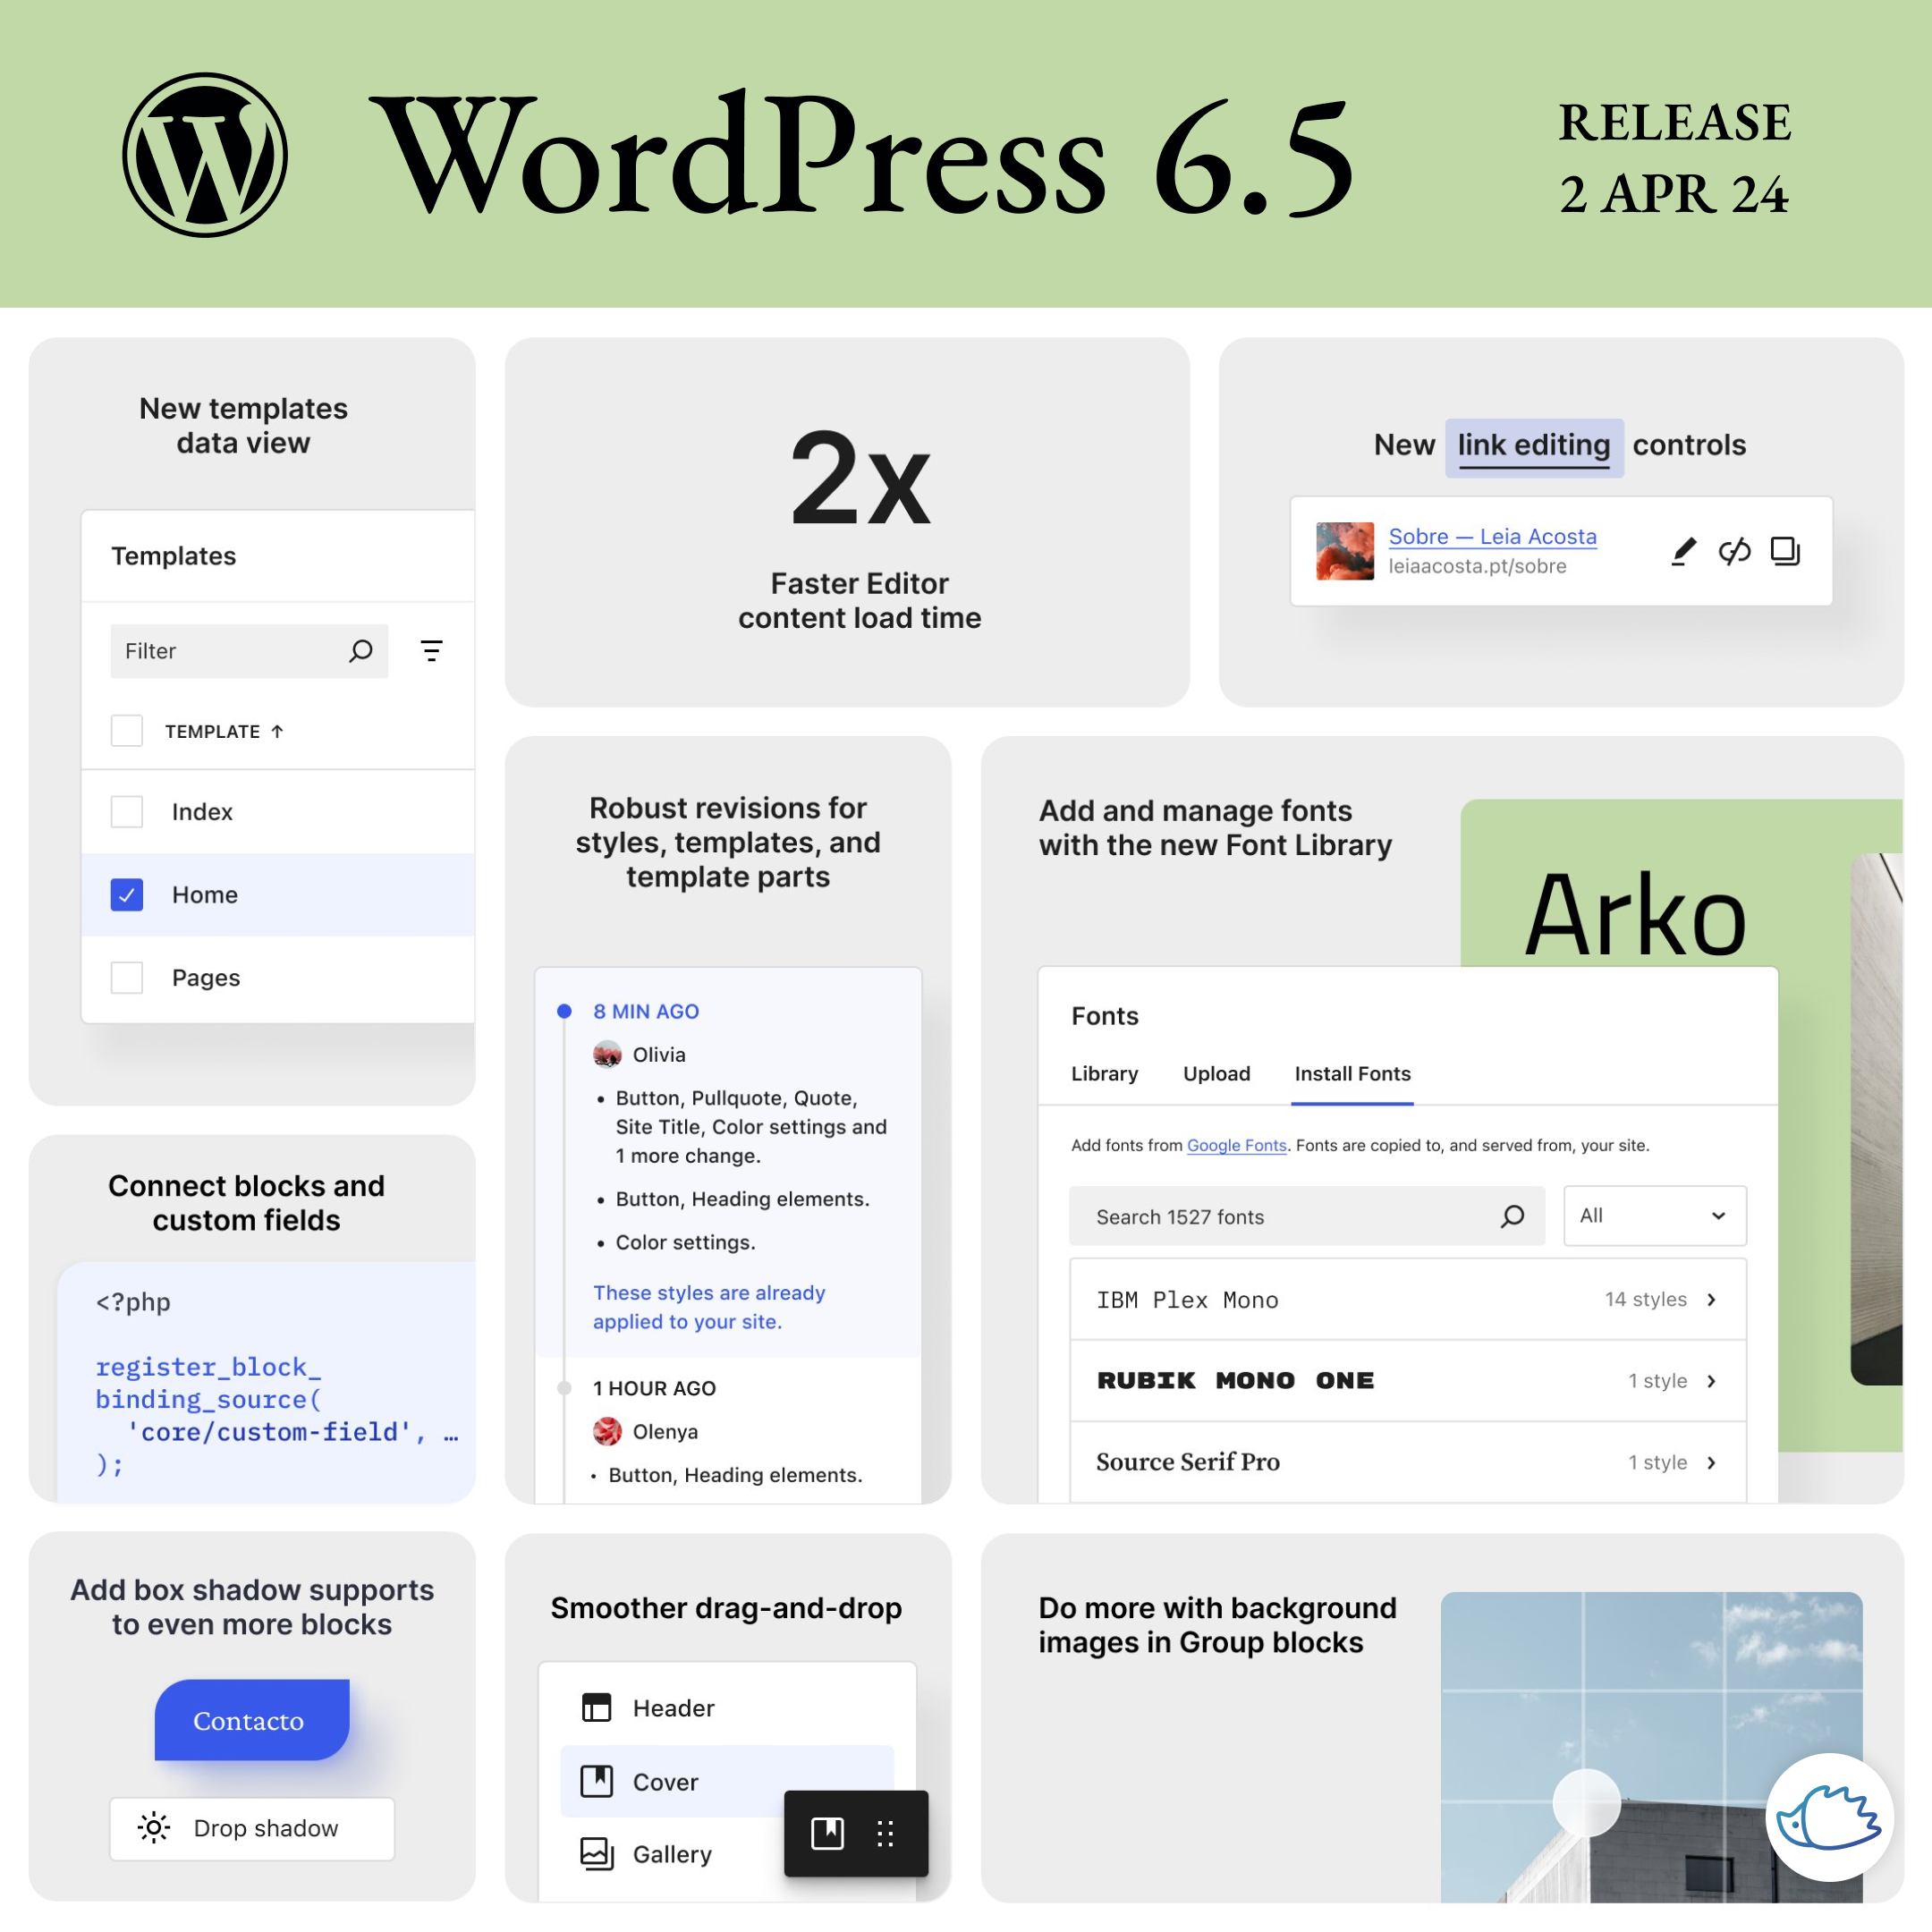 WordPress 6.5
RELEASE
2 APR 24
New templates
data view
Templates
Filter
TEMPLATE ↑
Index
Home
Pages
2x
Faster Editor
content load time
New link editing controls
Sobre — Leia Acosta
leiaacosta.pt/sobre
Robust revisions for
styles, templates, and
template parts
8 MIN AGO
Olivia
• Button, Pullquote, Quote,
Site Title, Color settings and
1 more change.
• Button, Heading elements.
• Color settings.
These styles are already
applied to your site.
1 HOUR AGO
Olenya
• Button, Heading elements.
Add and manage fonts
with the new Font Library
Arko
Fonts
Library Upload Install Fonts
Add fonts from Google Fonts. Fonts are copied to, and served from, your site.
Search 1527 fonts All
IBM Plex Mono 14 styles
RUBIK MONO ONE 1 style
Source Serif Pro 1 style
Connect blocks and
custom fields
<?php
register_block_
binding_source(
'core/custom-field', …
);
Add box shadow supports
to even more blocks
Contacto
Drop shadow
Smoother drag-and-drop
Header
Cover
Gallery
Do more with background
images in Group blocks